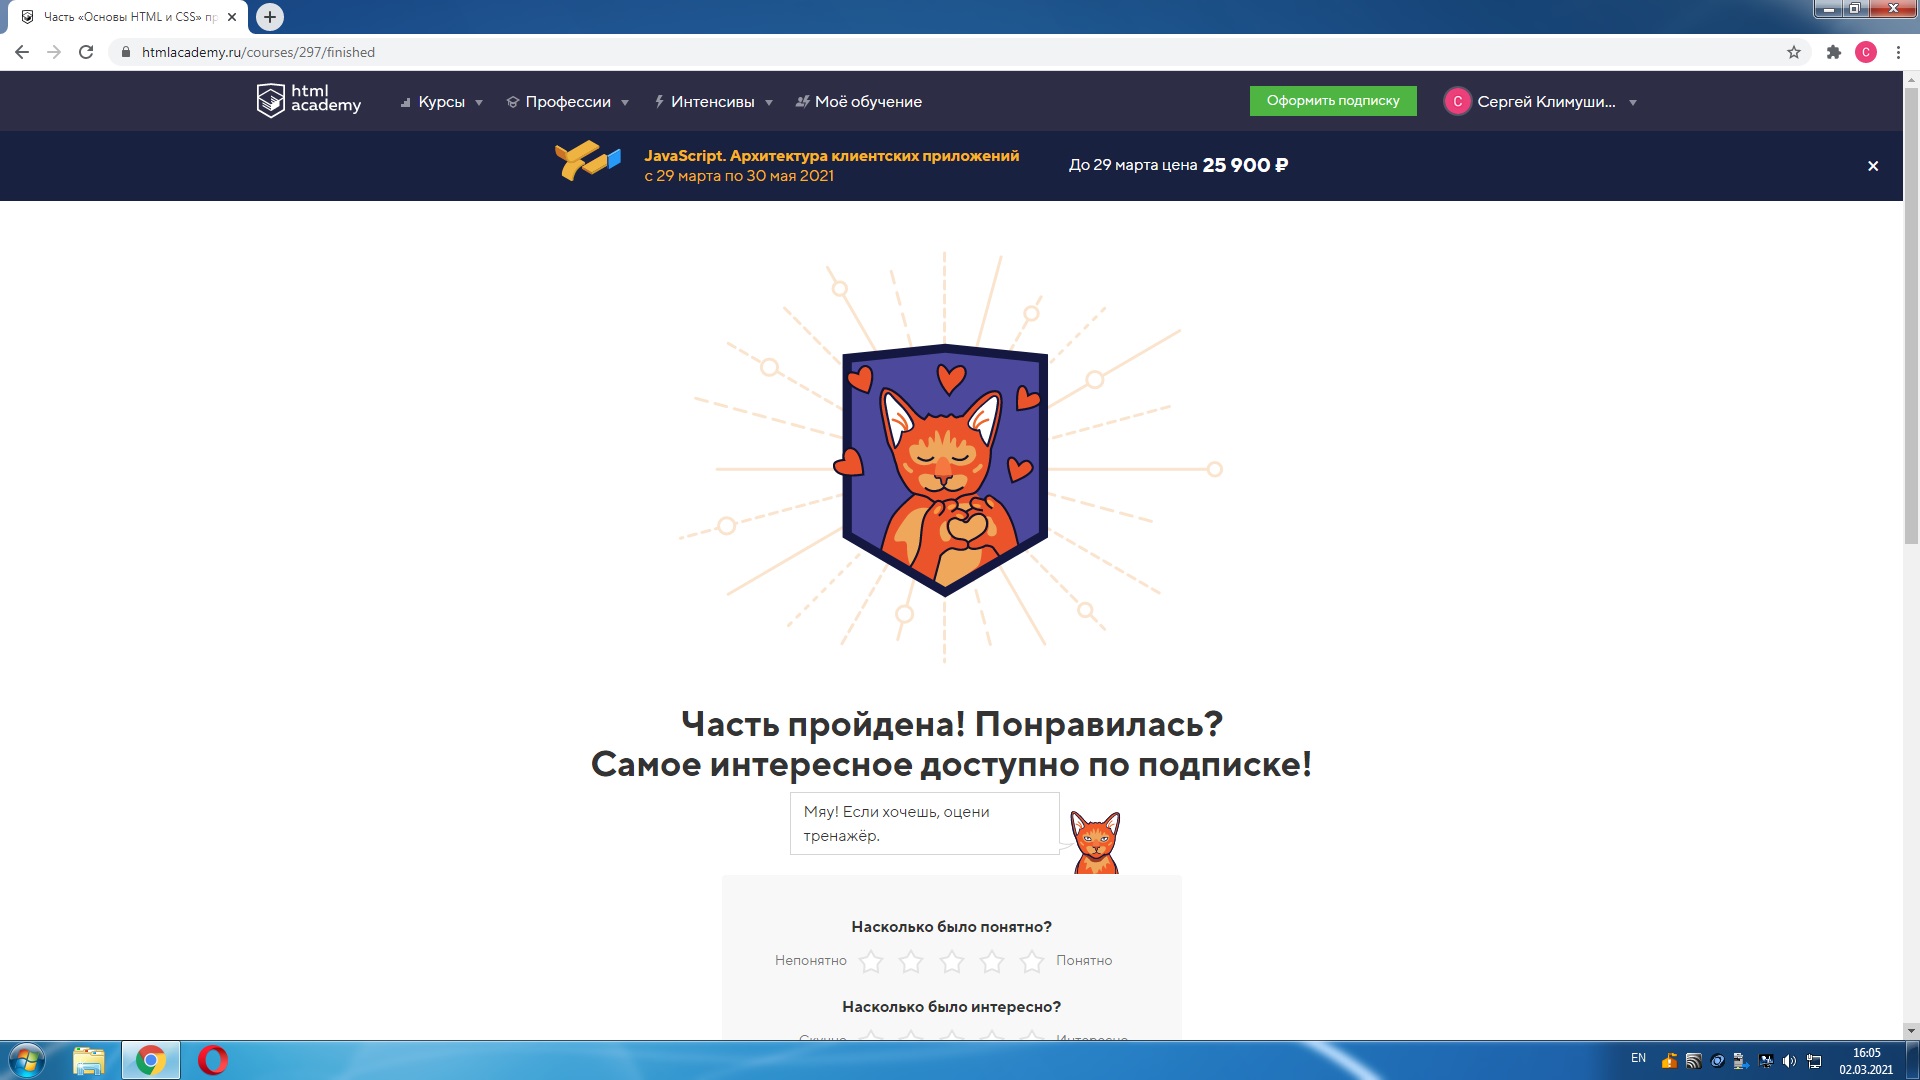 Часть «Основы HTML и CSS» пр
htmlacademy.ru/courses/297/finished
C
html
academy
Курсы
Профессии
Интенсивы
Моё обучение
Оформить подписку
C
Сергей Климуши...
JavaScript. Архитектура клиентских приложений
с 29 марта по 30 мая 2021
До 29 марта цена 25 900 ₽
Часть пройдена! Понравилась?
Самое интересное доступно по подписке!
Мяу! Если хочешь, оцени
тренажёр.
Насколько было понятно?
Непонятно
Понятно
Насколько было интересно?
Скучно
Интересно
EN
16:05
02.03.2021